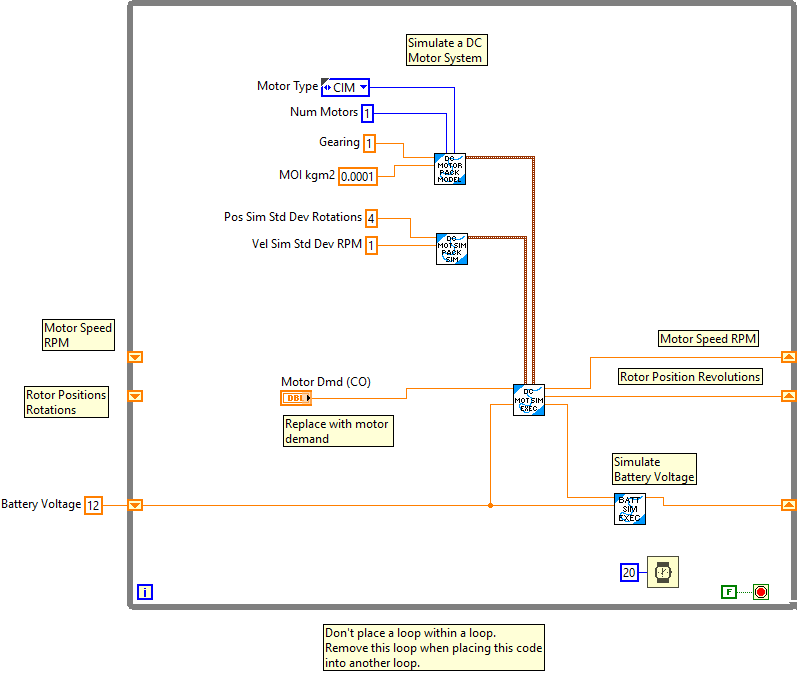 Simulate a DC
Motor System
Motor Type
CIM
Num Motors
1
Gearing
1
MOI kgm2
0.0001
DC
MOTOR
PACK
MODEL
Pos Sim Std Dev Rotations
4
Vel Sim Std Dev RPM
1
DC
MOT SIM
PACK
SIM
Motor Speed
RPM
Motor Speed RPM
Rotor Position Revolutions
Rotor Positions
Rotations
Motor Dmd (CO)
DBL
DC
MOT SIM
EXEC
Replace with motor
demand
Simulate
Battery Voltage
Battery Voltage
12
BATT
SIM
EXEC
20
i
F
Don't place a loop within a loop.
Remove this loop when placing this code
into another loop.